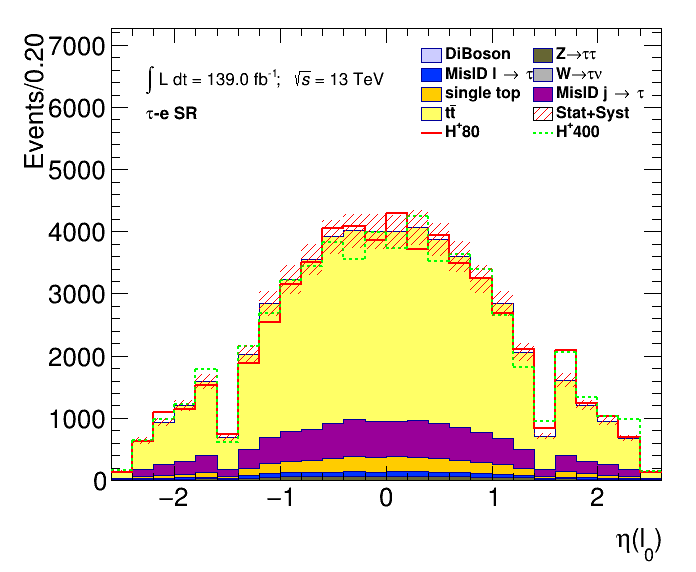 Events/0.20
7000
6000
5000
4000
3000
2000
1000
0
∫ L dt = 139.0 fb⁻¹; √s = 13 TeV
τ-e SR
DiBoson
MisID l → τ
single top
tt̄
H⁺80
Z→ττ
W→τν
MisID j → τ
Stat+Syst
H⁺400
−2 −1 0 1 2
η(l₀)